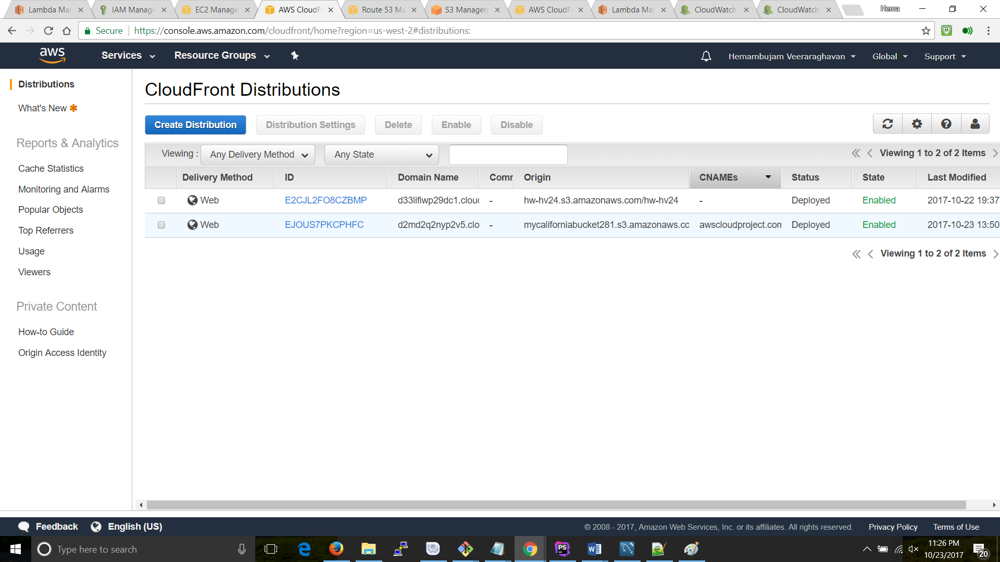 Lambda Mar
IAM Manage
EC2 Manage
AWS CloudF
Route 53 Ma
S3 Managem
AWS CloudF
Lambda Mar
CloudWatch
CloudWatch
Hema
Secure
https://console.aws.amazon.com/cloudfront/home?region=us-west-2#distributions:
aws
Services
Resource Groups
Hemambujam Veeraraghavan
Global
Support
Distributions
What's New
Reports & Analytics
Cache Statistics
Monitoring and Alarms
Popular Objects
Top Referrers
Usage
Viewers
Private Content
How-to Guide
Origin Access Identity
CloudFront Distributions
Create Distribution Distribution Settings Delete Enable Disable
Viewing : Any Delivery Method Any State Viewing 1 to 2 of 2 Items
Delivery Method ID Domain Name Comr Origin CNAMEs Status State Last Modified
Web E2CJL2FO8CZBMP d33lifiwp29dc1.clouc - hw-hv24.s3.amazonaws.com/hw-hv24 - Deployed Enabled 2017-10-22 19:37
Web EJOUS7PKCPHFC d2md2q2nyp2v5.clo - mycaliforniabucket281.s3.amazonaws.co awscloudproject.con Deployed Enabled 2017-10-23 13:50
Viewing 1 to 2 of 2 Items
Feedback English (US) © 2008 - 2017, Amazon Web Services, Inc. or its affiliates. All rights reserved. Privacy Policy Terms of Use
Type here to search
PS
11:26 PM
10/23/2017
20